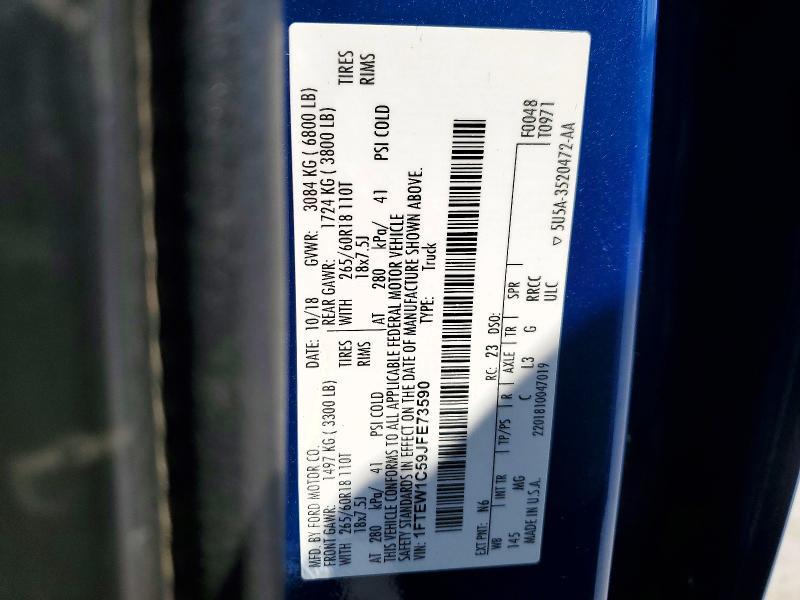 MFD. BY FORD MOTOR CO. DATE: 10/18 GVWR: 3084 KG ( 6800 LB)
FRONT GAWR: 1497 KG ( 3300 LB) REAR GAWR: 1724 KG ( 3800 LB)
WITH 265/60R18 110T TIRES WITH 265/60R18 110T TIRES
18x7.5J RIMS 18x7.5J RIMS
AT 280 kPa/ 41 PSI COLD AT 280 kPa/ 41 PSI COLD
THIS VEHICLE CONFORMS TO ALL APPLICABLE FEDERAL MOTOR VEHICLE
SAFETY STANDARDS IN EFFECT ON THE DATE OF MANUFACTURE SHOWN ABOVE.
VIN: 1FTEW1C59JFE73590 TYPE: Truck
F0048
T0971
EXT PNT: N6 RC: 23 DSO:
WB INT TR TP/PS R AXLE TR SPR
145 MG C L3 G RRCC
MADE IN U.S.A. 2201810047019 ULC
▽ 5U5A-3520472-AA